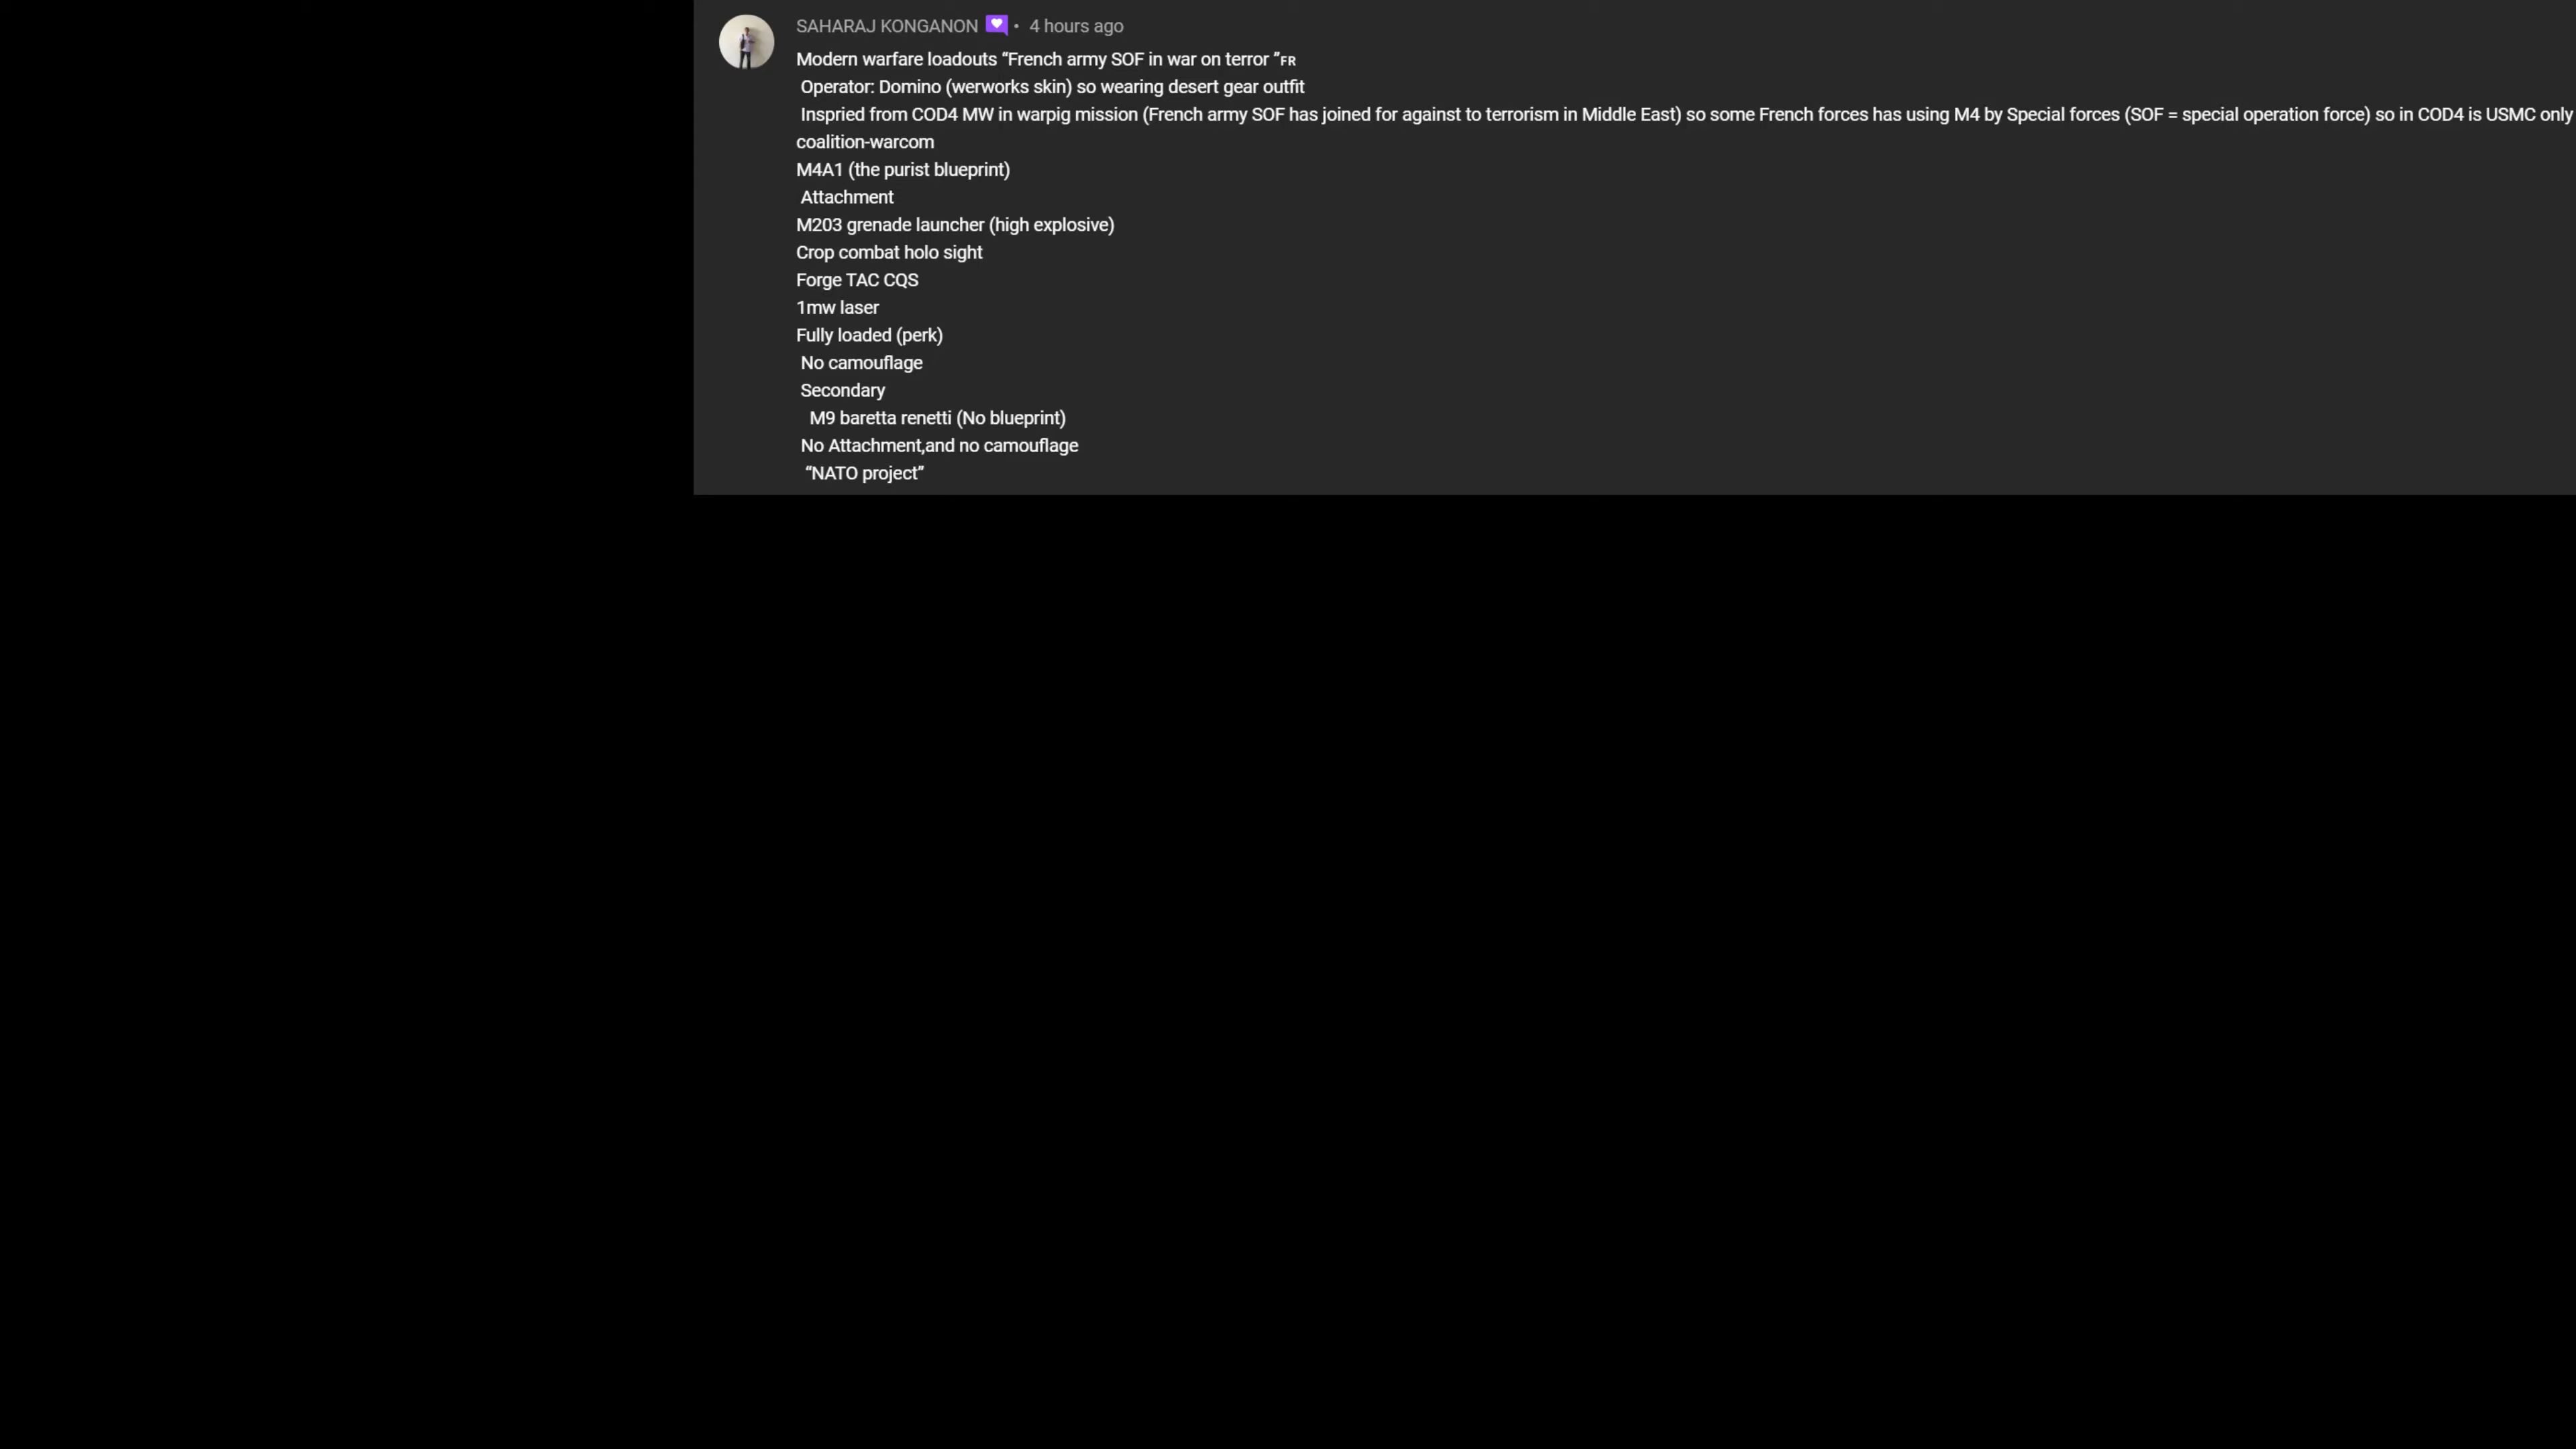 SAHARAJ KONGANON • 4 hours ago
Modern warfare loadouts “French army SOF in war on terror ”FR
Operator: Domino (werworks skin) so wearing desert gear outfit
Inspried from COD4 MW in warpig mission (French army SOF has joined for against to terrorism in Middle East) so some French forces has using M4 by Special forces (SOF = special operation force) so in COD4 is USMC only
coalition-warcom
M4A1 (the purist blueprint)
Attachment
M203 grenade launcher (high explosive)
Crop combat holo sight
Forge TAC CQS
1mw laser
Fully loaded (perk)
No camouflage
Secondary
M9 baretta renetti (No blueprint)
No Attachment,and no camouflage
“NATO project”